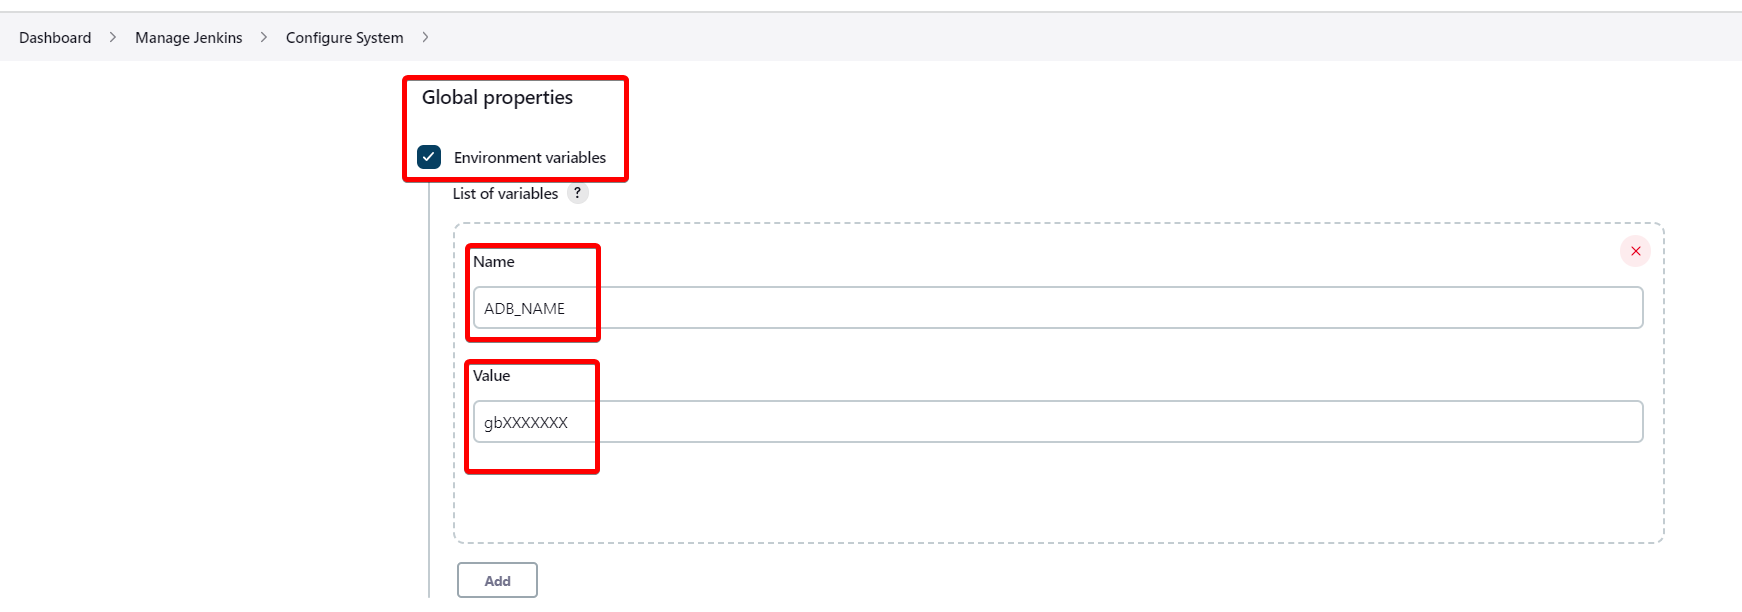 Dashboard > Manage Jenkins > Configure System >
Global properties
Environment variables
List of variables ?
Name
ADB_NAME
Value
gbXXXXXXX
Add